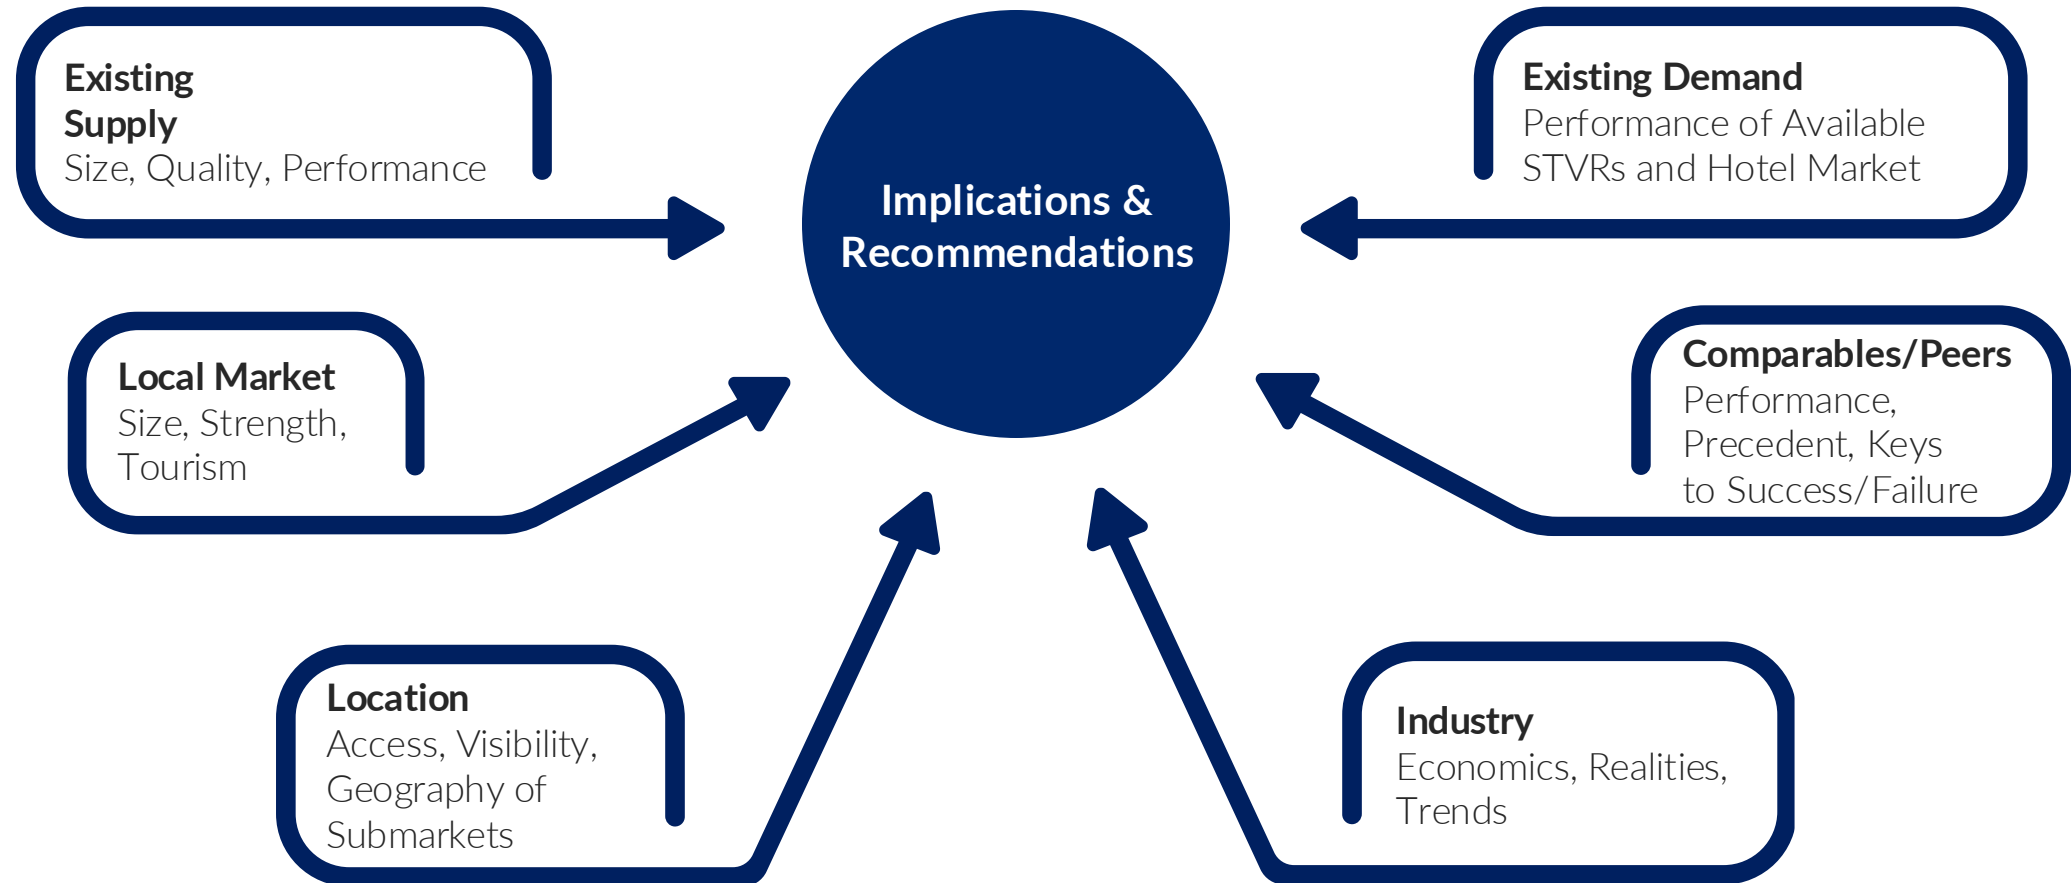 Existing
Supply
Size, Quality, Performance
Implications &
Recommendations
Existing Demand
Performance of Available
STVRs and Hotel Market
Local Market
Size, Strength,
Tourism
Comparables/Peers
Performance,
Precedent, Keys
to Success/Failure
Location
Access, Visibility,
Geography of
Submarkets
Industry
Economics, Realities,
Trends